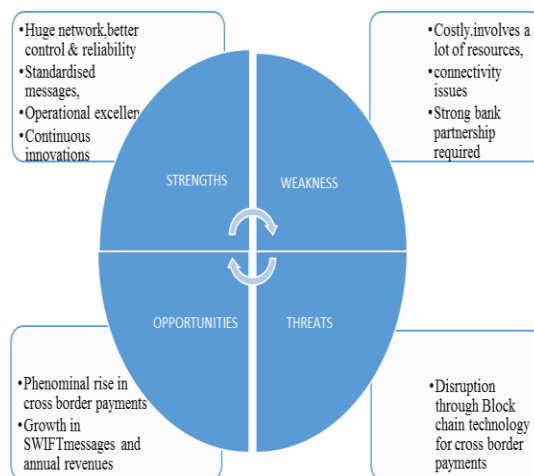 •Huge network,better
control & reliability
•Standardised
messages,
•Operational exceller
•Continuous
innovations
•Costly.involves a
lot of resources,
•connectivity
issues
•Strong bank
partnership
required
STRENGTHS
WEAKNESS
OPPORTUNITIES
THREATS
•Phenominal rise in
cross border payments
•Growth in
SWIFTmessages and
annual revenues
•Disruption
through Block
chain technology
for cross border
payments